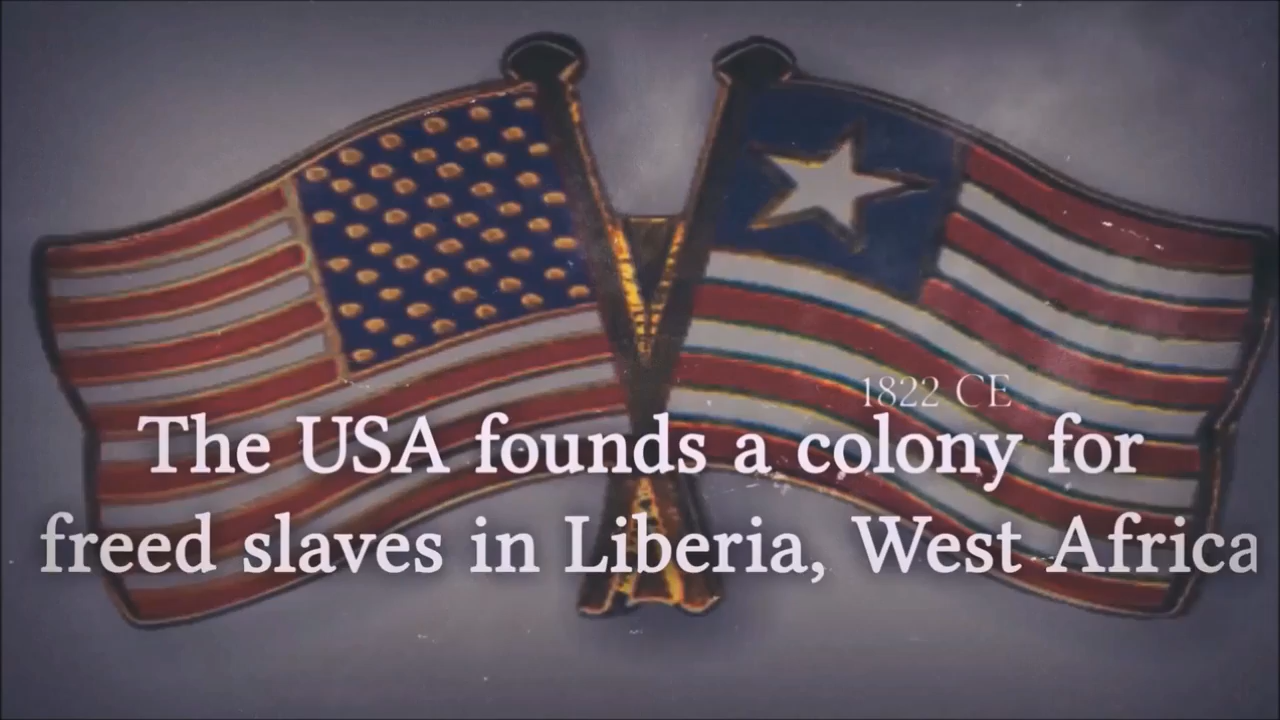 1822 CE
The USA founds a colony for
freed slaves in Liberia, West Africa